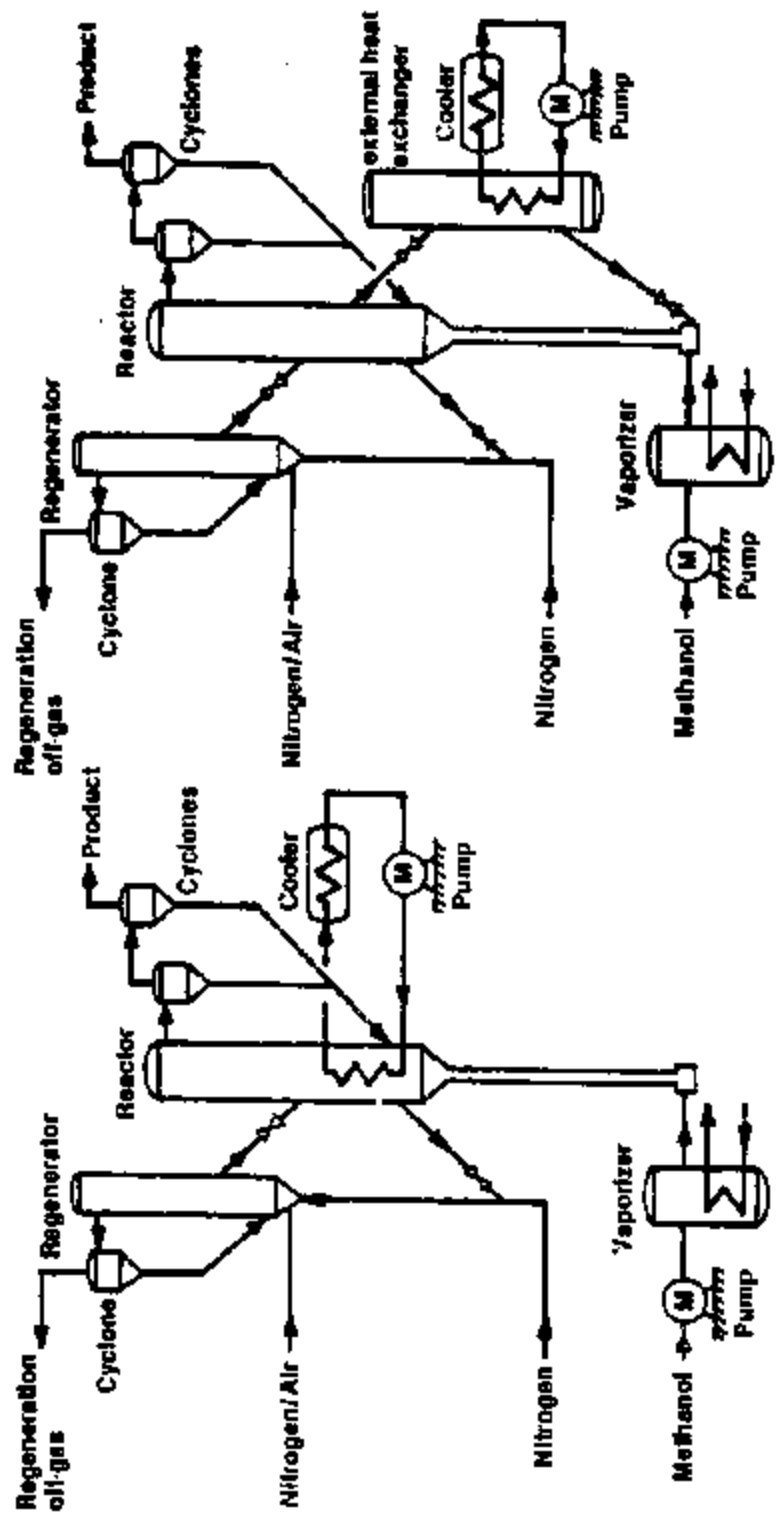 Regeneration
off-gas
Regenerator
Cyclone
Reactor
Product
Cyclones
Cooler
M
Pump
Nitrogen/Air
Nitrogen
Vaporizer
Methanol
M
Pump
Regeneration
off-gas
Regenerator
Cyclone
Reactor
Product
Cyclones
external heat
exchanger
Cooler
M
Pump
Nitrogen/Air
Nitrogen
Vaporizer
Methanol
M
Pump